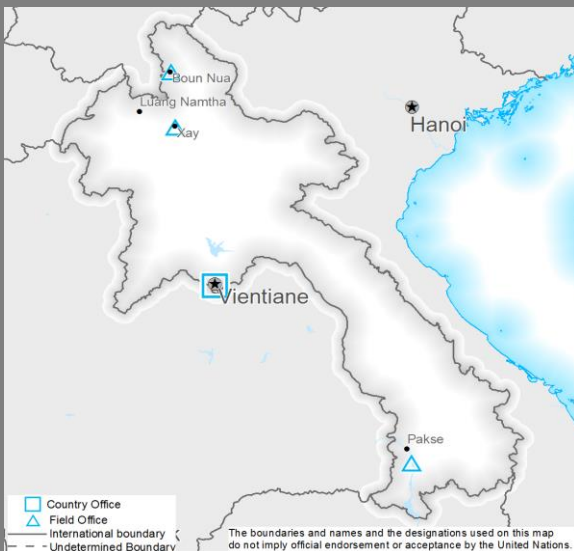 Boun Nua
Luang Namtha
Xay
Hanoi
Vientiane
Pakse
Country Office
Field Office
International boundary
Undetermined Boundary
The boundaries and names and the designations used on this map
do not imply official endorsement or acceptance by the United Nations.